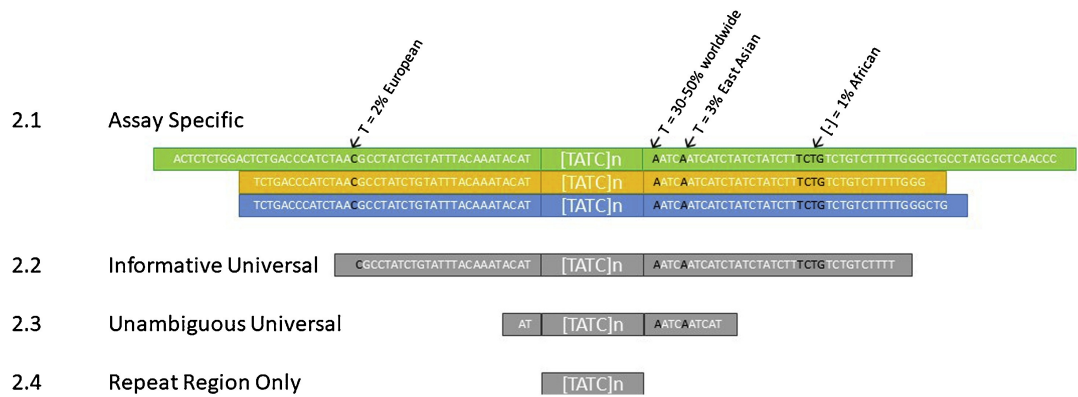 T = 2% European
T = 30-50% worldwide
T = 3% East Asian
[-] = 1% African
2.1 Assay Specific
ACTCTCTGGACTCTGACCCATCTAACGCCTATCTGTATTTACAAATACAT [TATC]n AATCAATCATCTATCTATCTTTCTGTCTGTCTTTTTGGGCTGCCTATGGCTCAACCC
TCTGACCCATCTAACGCCTATCTGTATTTACAAATACAT [TATC]n AATCAATCATCTATCTATCTTTCTGTCTGTCTTTTTGGG
TCTGACCCATCTAACGCCTATCTGTATTTACAAATACAT [TATC]n AATCAATCATCTATCTATCTTTCTGTCTGTCTTTTTGGGCTG
2.2 Informative Universal CGCCTATCTGTATTTACAAATACAT [TATC]n AATCAATCATCTATCTATCTTTCTGTCTGTCTTTT
2.3 Unambiguous Universal AT [TATC]n AATCAATCAT
2.4 Repeat Region Only [TATC]n